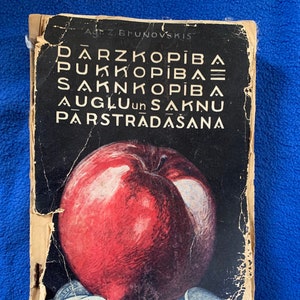 Z. BRUNOVSKIS
DĀRZKOPĪBA
PUĶKOPĪBA
SAKŅKOPĪBA
AUGĻU un SAKŅU
PĀRSTRĀDĀŠANA